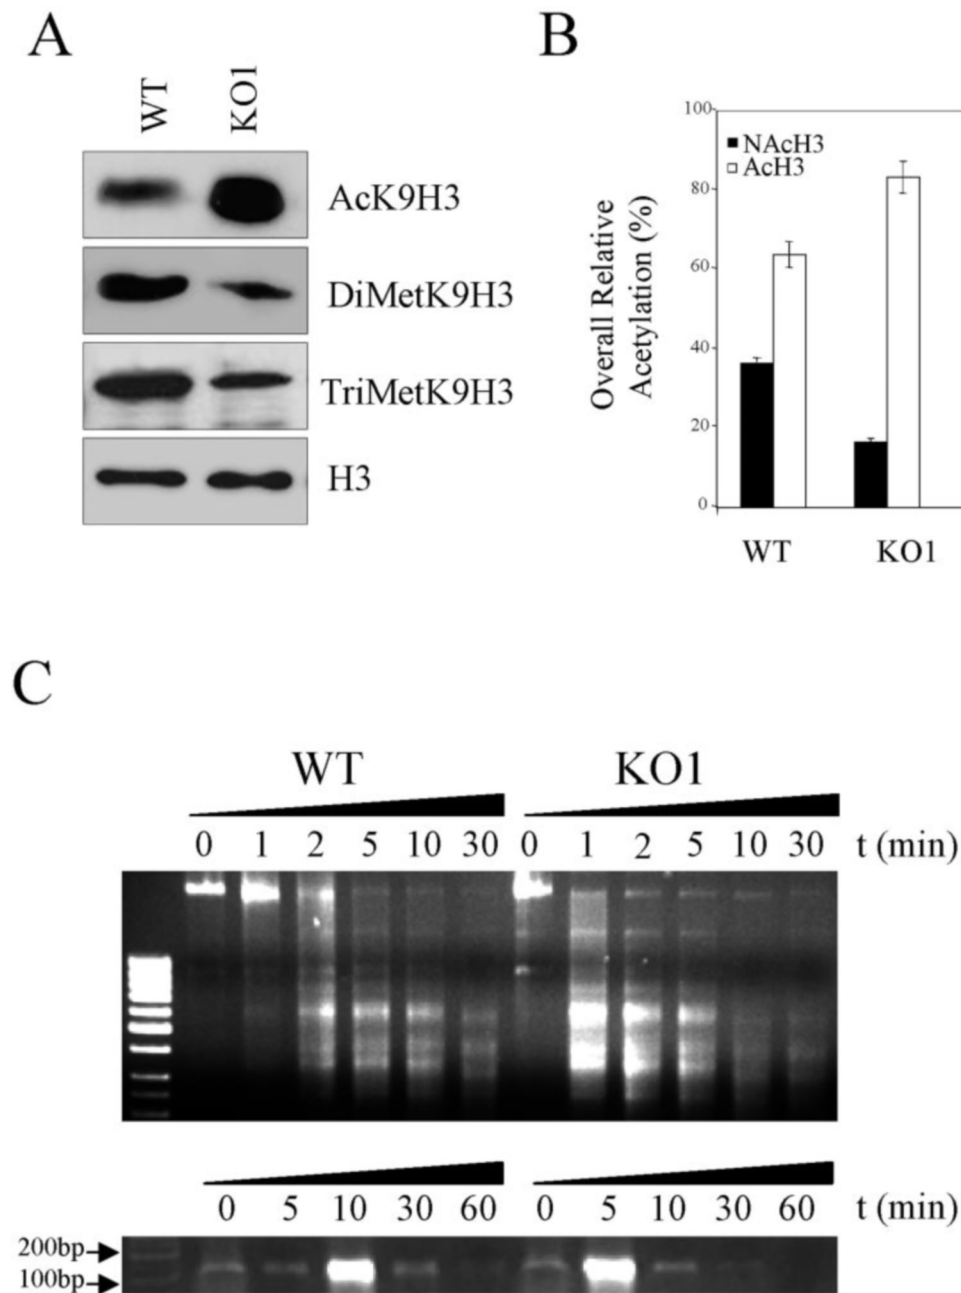 A
WT KO1
AcK9H3
DiMetK9H3
TriMetK9H3
H3
B
Overall Relative
Acetylation (%)
100
80
60
40
20
0
NAcH3
AcH3
WT KO1
C
WT KO1
0 1 2 5 10 30 0 1 2 5 10 30 t (min)
0 5 10 30 60 0 5 10 30 60 t (min)
200bp
100bp